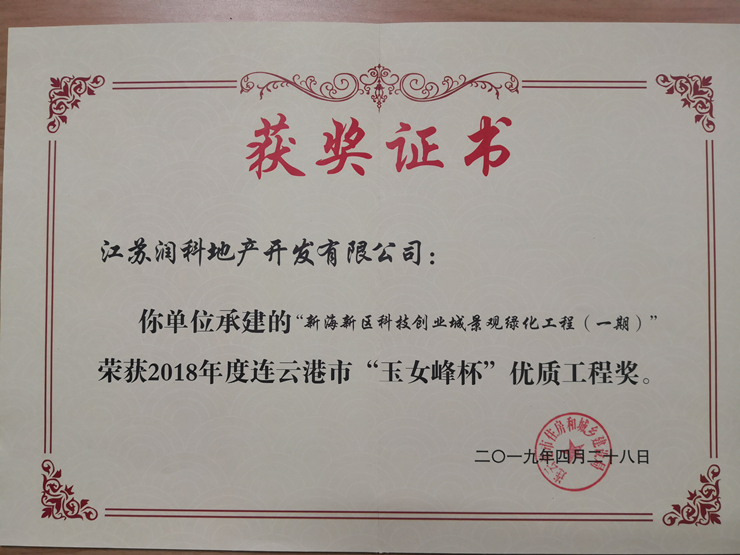 获奖证书
江苏润科地产开发有限公司：
你单位承建的“新海新区科技创业城景观绿化工程（一期）”
荣获2018年度连云港市“玉女峰杯”优质工程奖。
二〇一九年四月二十八日